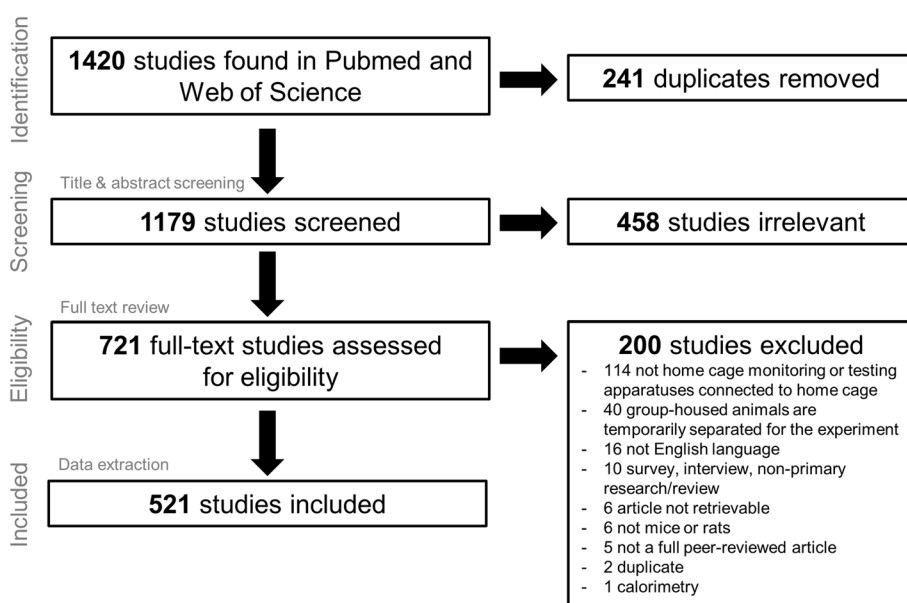 Identification
1420 studies found in Pubmed and
Web of Science
241 duplicates removed
Screening
Title & abstract screening
1179 studies screened
458 studies irrelevant
Eligibility
Full text review
721 full-text studies assessed
for eligibility
200 studies excluded
- 114 not home cage monitoring or testing
apparatuses connected to home cage
- 40 group-housed animals are
temporarily separated for the experiment
- 16 not English language
- 10 survey, interview, non-primary
research/review
- 6 article not retrievable
- 6 not mice or rats
- 5 not a full peer-reviewed article
- 2 duplicate
- 1 calorimetry
Included
Data extraction
521 studies included